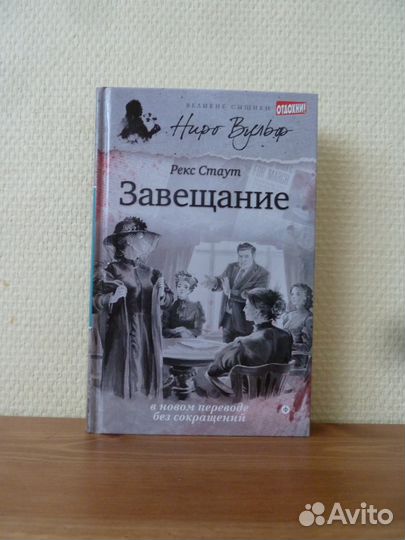 ВЕЛИКИЕ СЫЩИКИ
ОТДОХНИ!
Ниро Вульф
Рекс Стаут
Завещание
в новом переводе
без сокращений
Avito